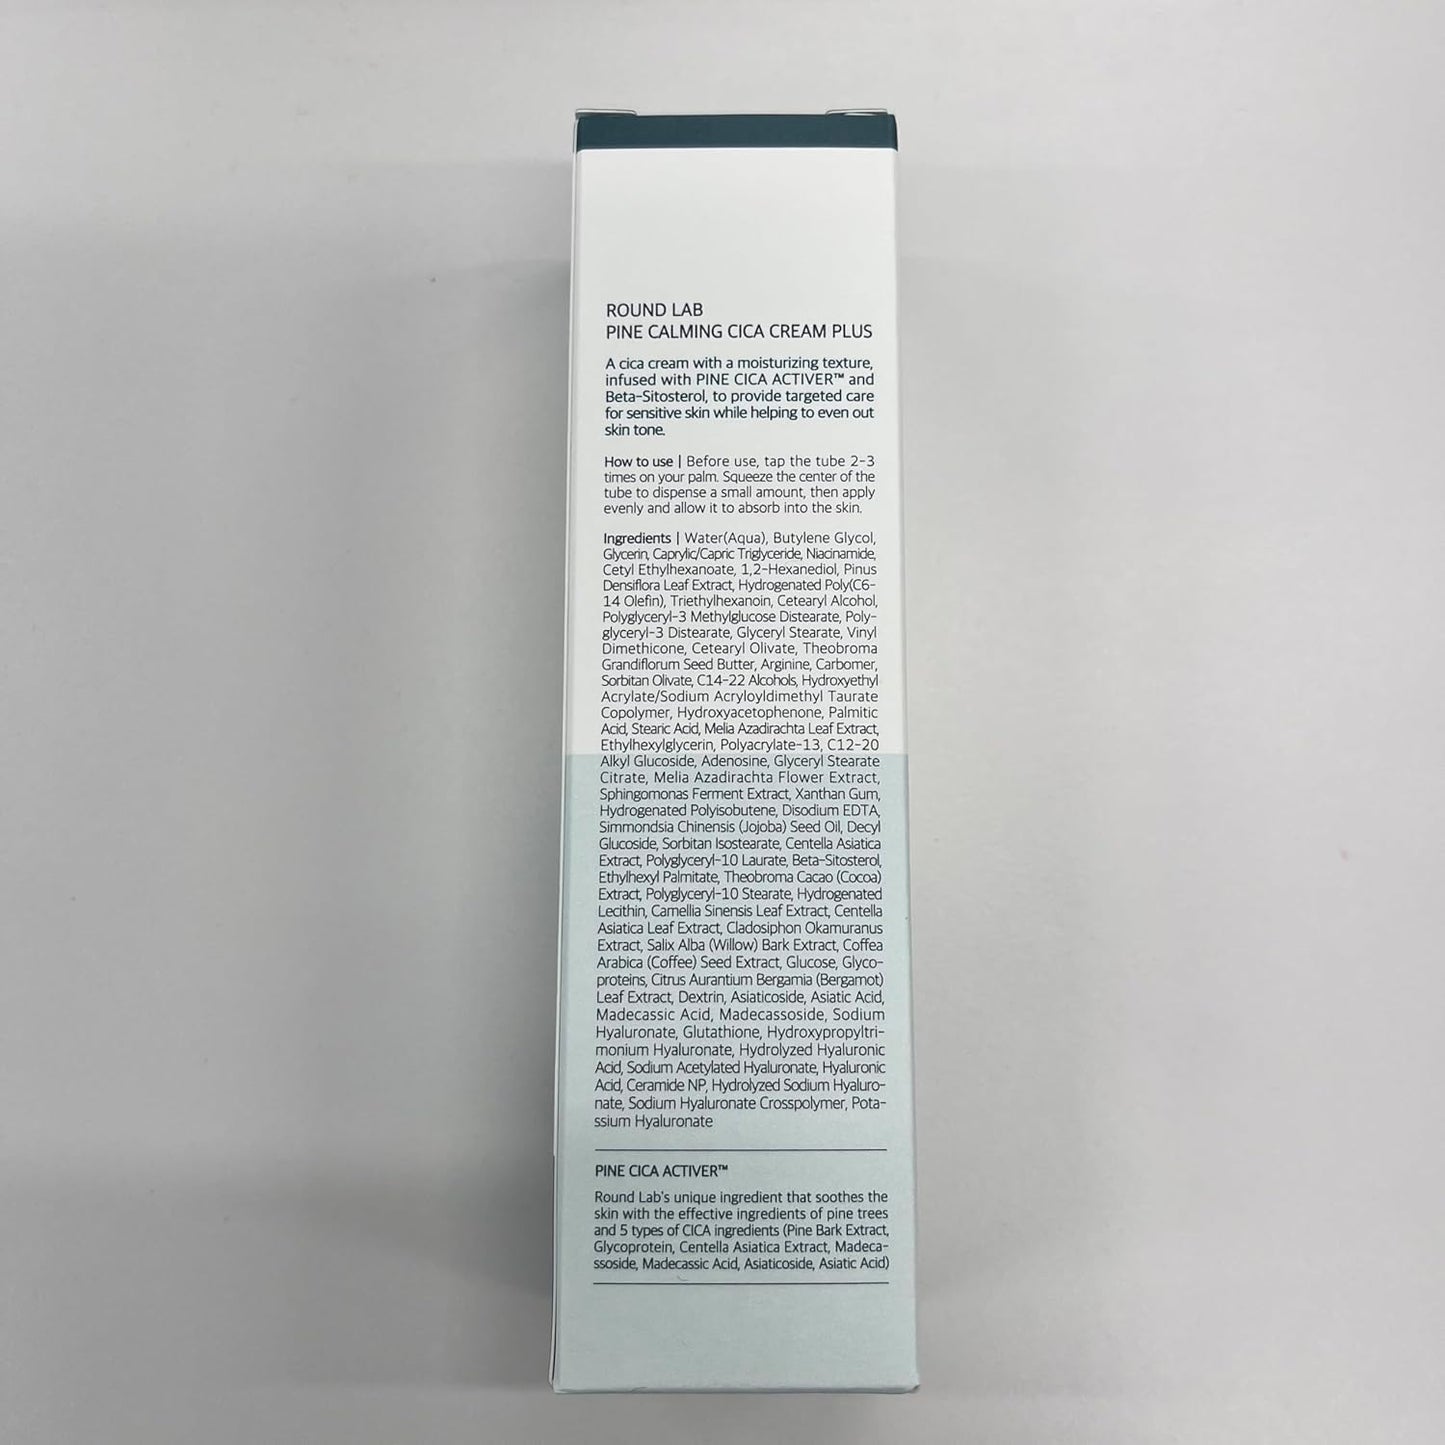 ROUND LAB
PINE CALMING CICA CREAM PLUS
A cica cream with a moisturizing texture,
infused with PINE CICA ACTIVER™ and
Beta-Sitosterol, to provide targeted care
for sensitive skin while helping to even out
skin tone.
How to use | Before use, tap the tube 2-3
times on your palm. Squeeze the center of the
tube to dispense a small amount, then apply
evenly and allow it to absorb into the skin.
Ingredients | Water(Aqua), Butylene Glycol,
Glycerin, Caprylic/Capric Triglyceride, Niacinamide,
Cetyl Ethylhexanoate, 1,2-Hexanediol, Pinus
Densiflora Leaf Extract, Hydrogenated Poly(C6-
14 Olefin), Triethylhexanoin, Cetearyl Alcohol,
Polyglyceryl-3 Methylglucose Distearate, Poly-
glyceryl-3 Distearate, Glyceryl Stearate, Vinyl
Dimethicone, Cetearyl Olivate, Theobroma
Grandiflorum Seed Butter, Arginine, Carbomer,
Sorbitan Olivate, C14-22 Alcohols, Hydroxyethyl
Acrylate/Sodium Acryloyldimethyl Taurate
Copolymer, Hydroxyacetophenone, Palmitic
Acid, Stearic Acid, Melia Azadirachta Leaf Extract,
Ethylhexylglycerin, Polyacrylate-13, C12-20
Alkyl Glucoside, Adenosine, Glyceryl Stearate
Citrate, Melia Azadirachta Flower Extract,
Sphingomonas Ferment Extract, Xanthan Gum,
Hydrogenated Polyisobutene, Disodium EDTA,
Simmondsia Chinensis (Jojoba) Seed Oil, Decyl
Glucoside, Sorbitan Isostearate, Centella Asiatica
Extract, Polyglyceryl-10 Laurate, Beta-Sitosterol,
Ethylhexyl Palmitate, Theobroma Cacao (Cocoa)
Extract, Polyglyceryl-10 Stearate, Hydrogenated
Lecithin, Camellia Sinensis Leaf Extract, Centella
Asiatica Leaf Extract, Cladosiphon Okamuranus
Extract, Salix Alba (Willow) Bark Extract, Coffea
Arabica (Coffee) Seed Extract, Glucose, Glyco-
proteins, Citrus Aurantium Bergamia (Bergamot)
Leaf Extract, Dextrin, Asiaticoside, Asiatic Acid,
Madecassic Acid, Madecassoside, Sodium
Hyaluronate, Glutathione, Hydroxypropyltri-
monium Hyaluronate, Hydrolyzed Hyaluronic
Acid, Sodium Acetylated Hyaluronate, Hyaluronic
Acid, Ceramide NP, Hydrolyzed Sodium Hyaluro-
nate, Sodium Hyaluronate Crosspolymer, Pota-
ssium Hyaluronate
PINE CICA ACTIVER™
Round Lab's unique ingredient that soothes the
skin with the effective ingredients of pine trees
and 5 types of CICA ingredients (Pine Bark Extract,
Glycoprotein, Centella Asiatica Extract, Madeca-
ssoside, Madecassic Acid, Asiaticoside, Asiatic Acid)